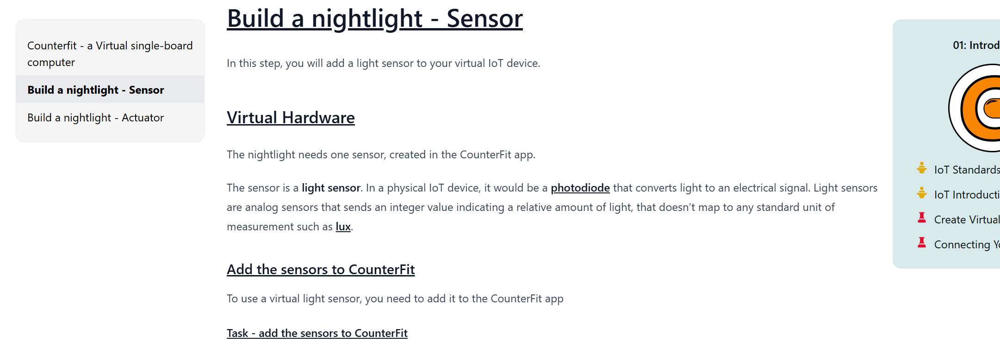 Counterfit - a Virtual single-board
computer
Build a nightlight - Sensor
Build a nightlight - Actuator
Build a nightlight - Sensor
In this step, you will add a light sensor to your virtual IoT device.
Virtual Hardware
The nightlight needs one sensor, created in the CounterFit app.
The sensor is a light sensor. In a physical IoT device, it would be a photodiode that converts light to an electrical signal. Light sensors
are analog sensors that sends an integer value indicating a relative amount of light, that doesn’t map to any standard unit of
measurement such as lux.
Add the sensors to CounterFit
To use a virtual light sensor, you need to add it to the CounterFit app
Task - add the sensors to CounterFit
01: Introd
IoT Standards
IoT Introducti
Create Virtual
Connecting Yo